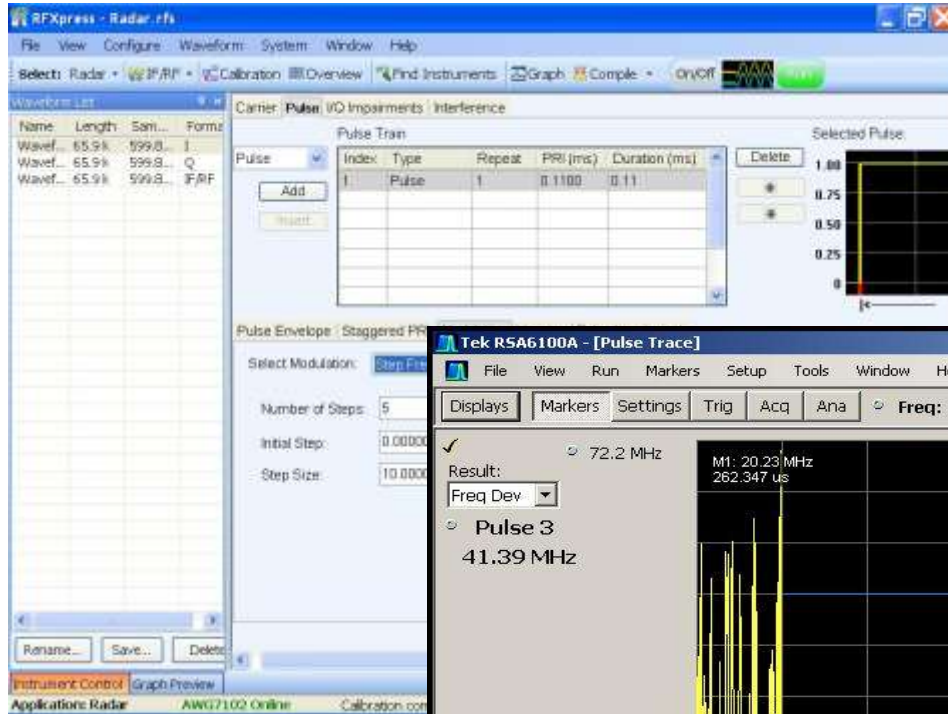 RFXpress - Radar.rfs
File View Configure Waveform System Window Help
Select: Radar IF/RF Calibration Overview Find Instruments Graph Compile On/Off
Waveform List
Name Length Sam... Forma
Wavef... 65.9 k 599.8... I
Wavef... 65.9 k 599.8... Q
Wavef... 65.9 k 599.8... IF/RF
Carrier Pulse I/Q Impairments Interference
Pulse Train
Selected Pulse
Pulse
Index Type Repeat PRI (ms) Duration (ms)
1 Pulse 1 0.1100 0.11
Add
Insert
Delete
1.00
0.75
0.50
0.25
0
Pulse Envelope Staggered PRI
Select Modulation: Step Fre
Number of Steps: 5
Initial Step: 0.0000
Step Size: 10.000
Rename... Save... Delete
Instrument Control Graph Preview
Application: Radar AWG7102 Online Calibration con
Tek RSA6100A - [Pulse Trace]
File View Run Markers Setup Tools Window H
Displays Markers Settings Trig Acq Ana Freq:
72.2 MHz
Result:
Freq Dev
Pulse 3
41.39 MHz
M1: 20.23 MHz
262.347 us